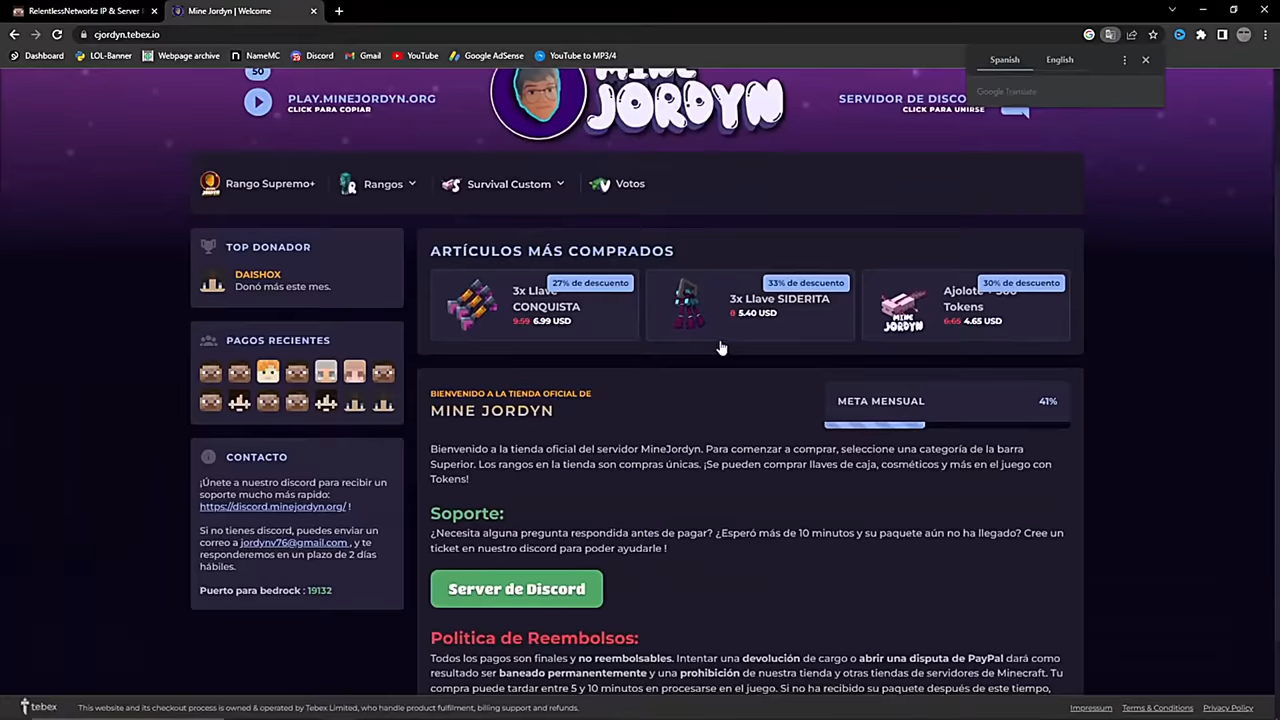 RelentlessNetworkz IP & Server
Mine Jordyn | Welcome
cjordyn.tebex.io
Dashboard
LOL-Banner
Webpage archive
NameMC
Discord
Gmail
YouTube
Google AdSense
YouTube to MP3/4
Spanish
English
Google Translate
50
PLAY.MINEJORDYN.ORG
CLICK PARA COPIAR
MINE
JORDYN
SERVIDOR DE DISCO
CLICK PARA UNIRSE
Rango Supremo+
Rangos
Survival Custom
Votos
TOP DONADOR
DAISHOX
Donó más este mes.
PAGOS RECIENTES
CONTACTO
¡Únete a nuestro discord para recibir un
soporte mucho más rapido:
https://discord.minejordyn.org/ !
Si no tienes discord, puedes enviar un
correo a jordynv76@gmail.com , y te
responderemos en un plazo de 2 días
hábiles.
Puerto para bedrock : 19132
ARTÍCULOS MÁS COMPRADOS
27% de descuento
3x Llave
CONQUISTA
9.59 6.99 USD
33% de descuento
3x Llave SIDERITA
8 5.40 USD
30% de descuento
Ajolote + 500
Tokens
6.65 4.65 USD
MINE
JORDYN
BIENVENIDO A LA TIENDA OFICIAL DE
MINE JORDYN
META MENSUAL 41%
Bienvenido a la tienda oficial del servidor MineJordyn. Para comenzar a comprar, seleccione una categoría de la barra
Superior. Los rangos en la tienda son compras únicas. ¡Se pueden comprar llaves de caja, cosméticos y más en el juego con
Tokens!
Soporte:
¿Necesita alguna pregunta respondida antes de pagar? ¿Esperó más de 10 minutos y su paquete aún no ha llegado? Cree un
ticket en nuestro discord para poder ayudarle !
Server de Discord
Politica de Reembolsos:
Todos los pagos son finales y no reembolsables. Intentar una devolución de cargo o abrir una disputa de PayPal dará como
resultado ser baneado permanentemente y una prohibición de nuestra tienda y otras tiendas de servidores de Minecraft. Tu
compra puede tardar entre 5 y 10 minutos en procesarse en el juego. Si no ha recibido su paquete después de este tiempo,
tebex
This website and its checkout process is owned & operated by Tebex Limited, who handle product fulfilment, billing support and refunds.
Impressum
Terms & Conditions
Privacy Policy